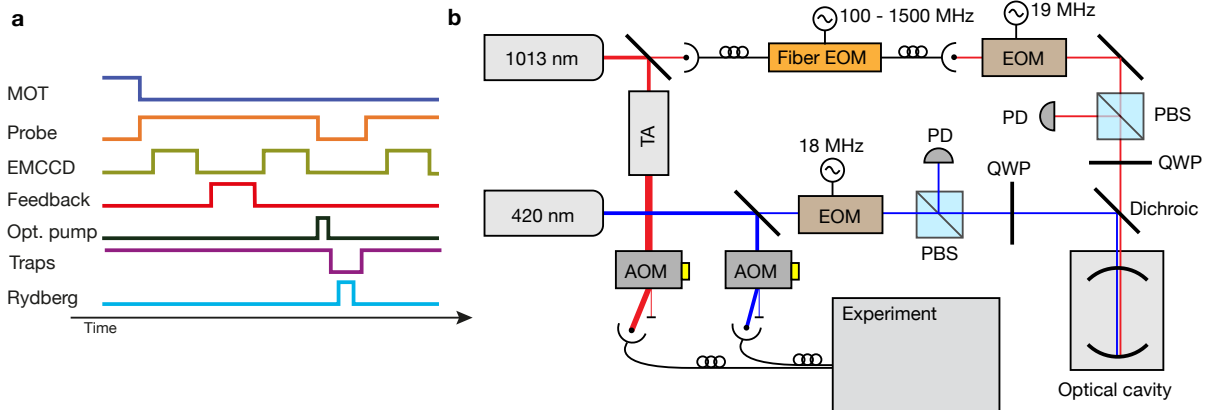 a
MOT
Probe
EMCCD
Feedback
Opt. pump
Traps
Rydberg
Time
b
100 - 1500 MHz
19 MHz
1013 nm
Fiber EOM
EOM
TA
PD
PBS
18 MHz
PD
QWP
QWP
420 nm
EOM
Dichroic
PBS
AOM
AOM
Experiment
Optical cavity